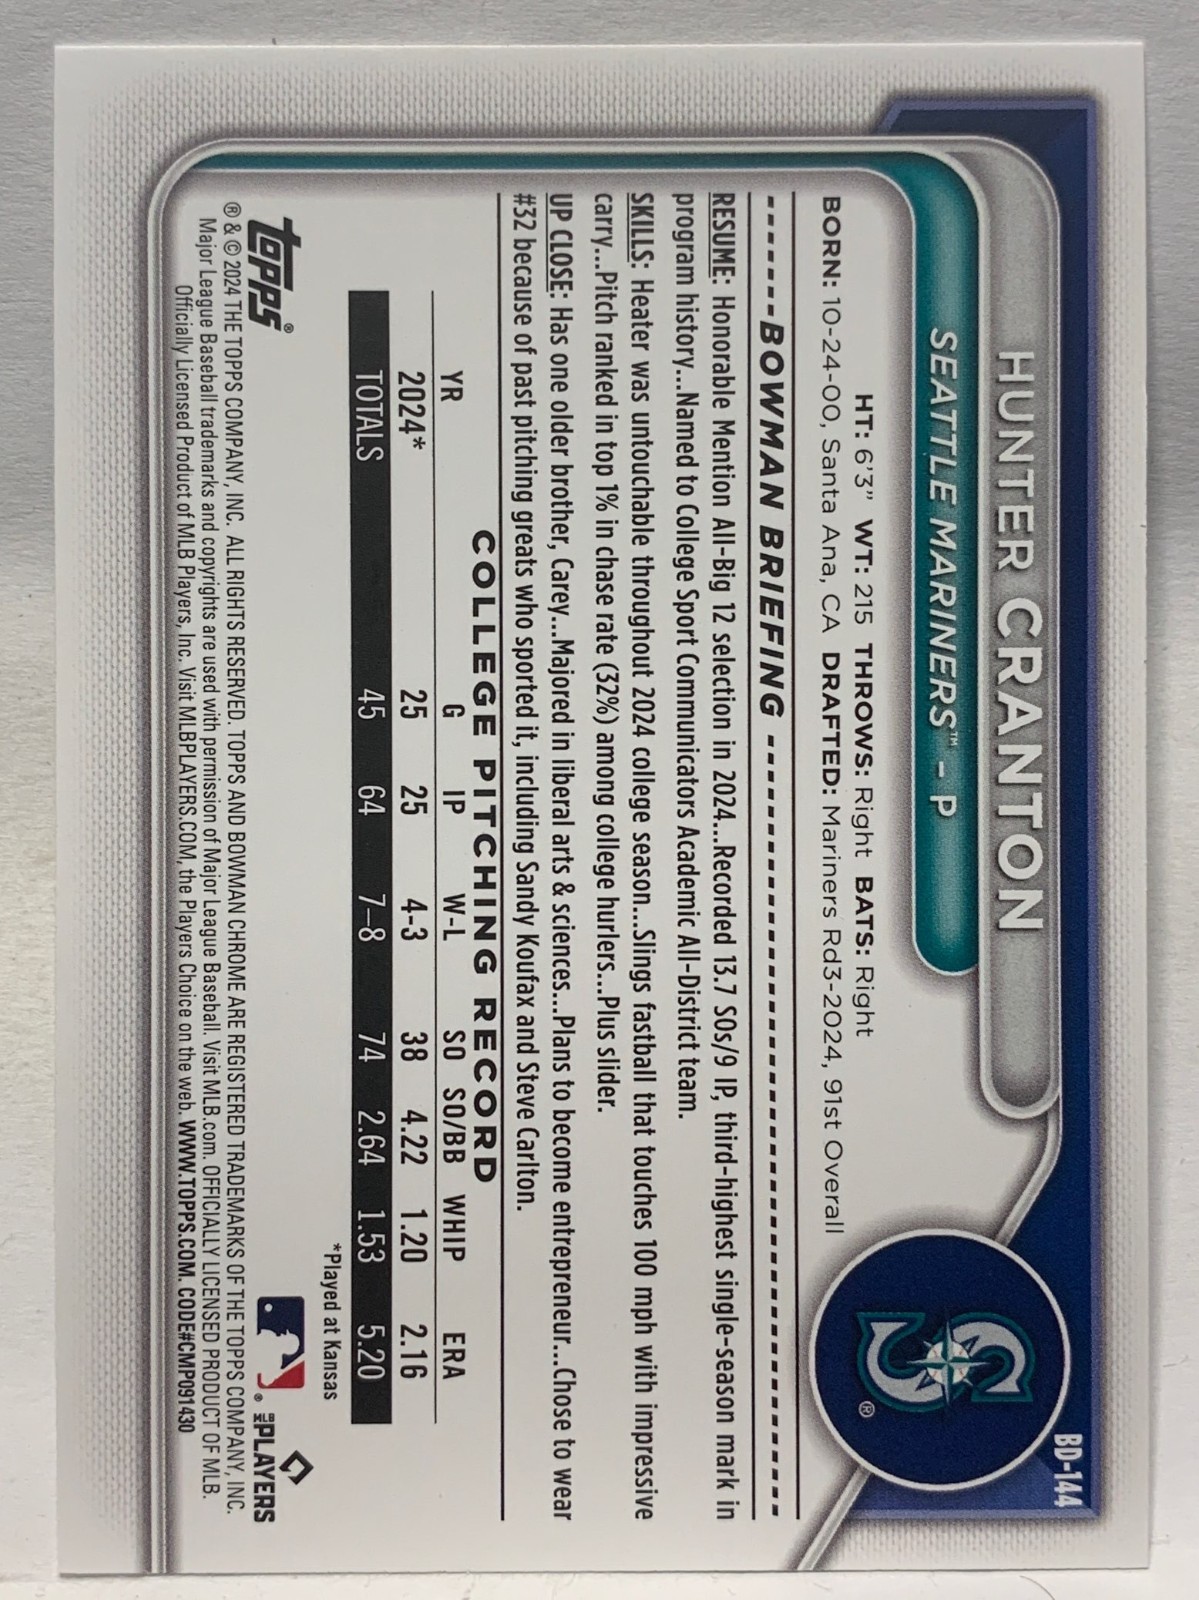 BD-144
HUNTER CRANTON
SEATTLE MARINERS™ - P
HT: 6'3" WT: 215 THROWS: Right BATS: Right
BORN: 10-24-00, Santa Ana, CA DRAFTED: Mariners Rd3-2024, 91st Overall
BOWMAN BRIEFING
RESUME: Honorable Mention All-Big 12 selection in 2024...Recorded 13.7 SOs/9 IP, third-highest single-season mark in
program history...Named to College Sport Communicators Academic All-District team.
SKILLS: Heater was untouchable throughout 2024 college season...Slings fastball that touches 100 mph with impressive
carry...Pitch ranked in top 1% in chase rate (32%) among college hurlers...Plus slider.
UP CLOSE: Has one older brother, Carey...Majored in liberal arts & sciences...Plans to become entrepreneur...Chose to wear
#32 because of past pitching greats who sported it, including Sandy Koufax and Steve Carlton.
COLLEGE PITCHING RECORD
YR G IP W-L SO SO/BB WHIP ERA
2024* 25 25 4-3 38 4.22 1.20 2.16
TOTALS 45 64 7-8 74 2.64 1.53 5.20
*Played at Kansas
topps®
MLB PLAYERS
® & © 2024 THE TOPPS COMPANY, INC. ALL RIGHTS RESERVED. TOPPS AND BOWMAN CHROME ARE REGISTERED TRADEMARKS OF THE TOPPS COMPANY, INC.
Major League Baseball trademarks and copyrights are used with permission of Major League Baseball. Visit MLB.com. OFFICIALLY LICENSED PRODUCT OF MLB.
Officially Licensed Product of MLB Players, Inc. Visit MLBPLAYERS.COM, the Players Choice on the web. WWW.TOPPS.COM. CODE#CMP091430